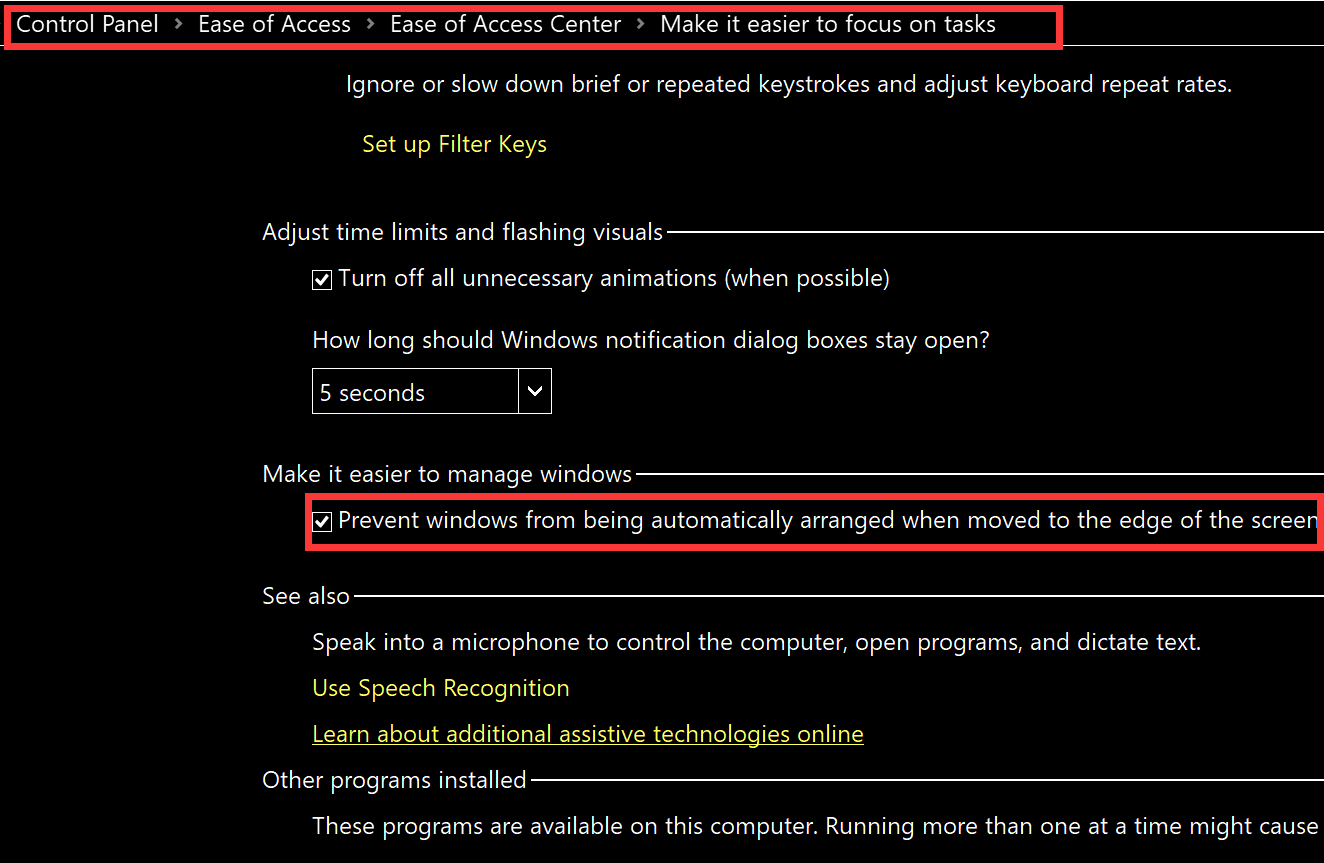 Control Panel > Ease of Access > Ease of Access Center > Make it easier to focus on tasks
Ignore or slow down brief or repeated keystrokes and adjust keyboard repeat rates.
Set up Filter Keys
Adjust time limits and flashing visuals
Turn off all unnecessary animations (when possible)
How long should Windows notification dialog boxes stay open?
5 seconds
Make it easier to manage windows
Prevent windows from being automatically arranged when moved to the edge of the screen
See also
Speak into a microphone to control the computer, open programs, and dictate text.
Use Speech Recognition
Learn about additional assistive technologies online
Other programs installed
These programs are available on this computer. Running more than one at a time might cause